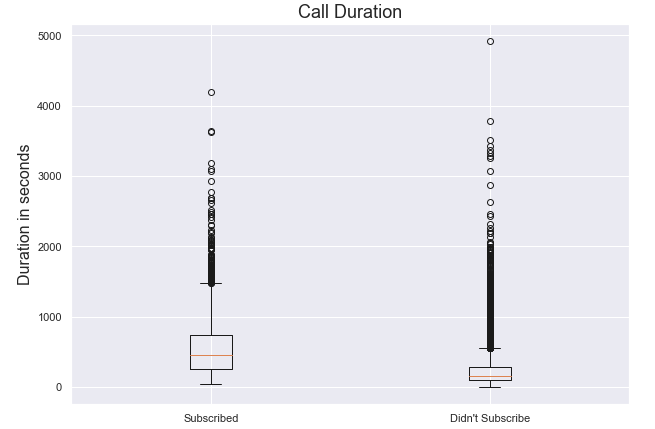 Call Duration
Duration in seconds
5000
4000
3000
2000
1000
0
Subscribed
Didn't Subscribe